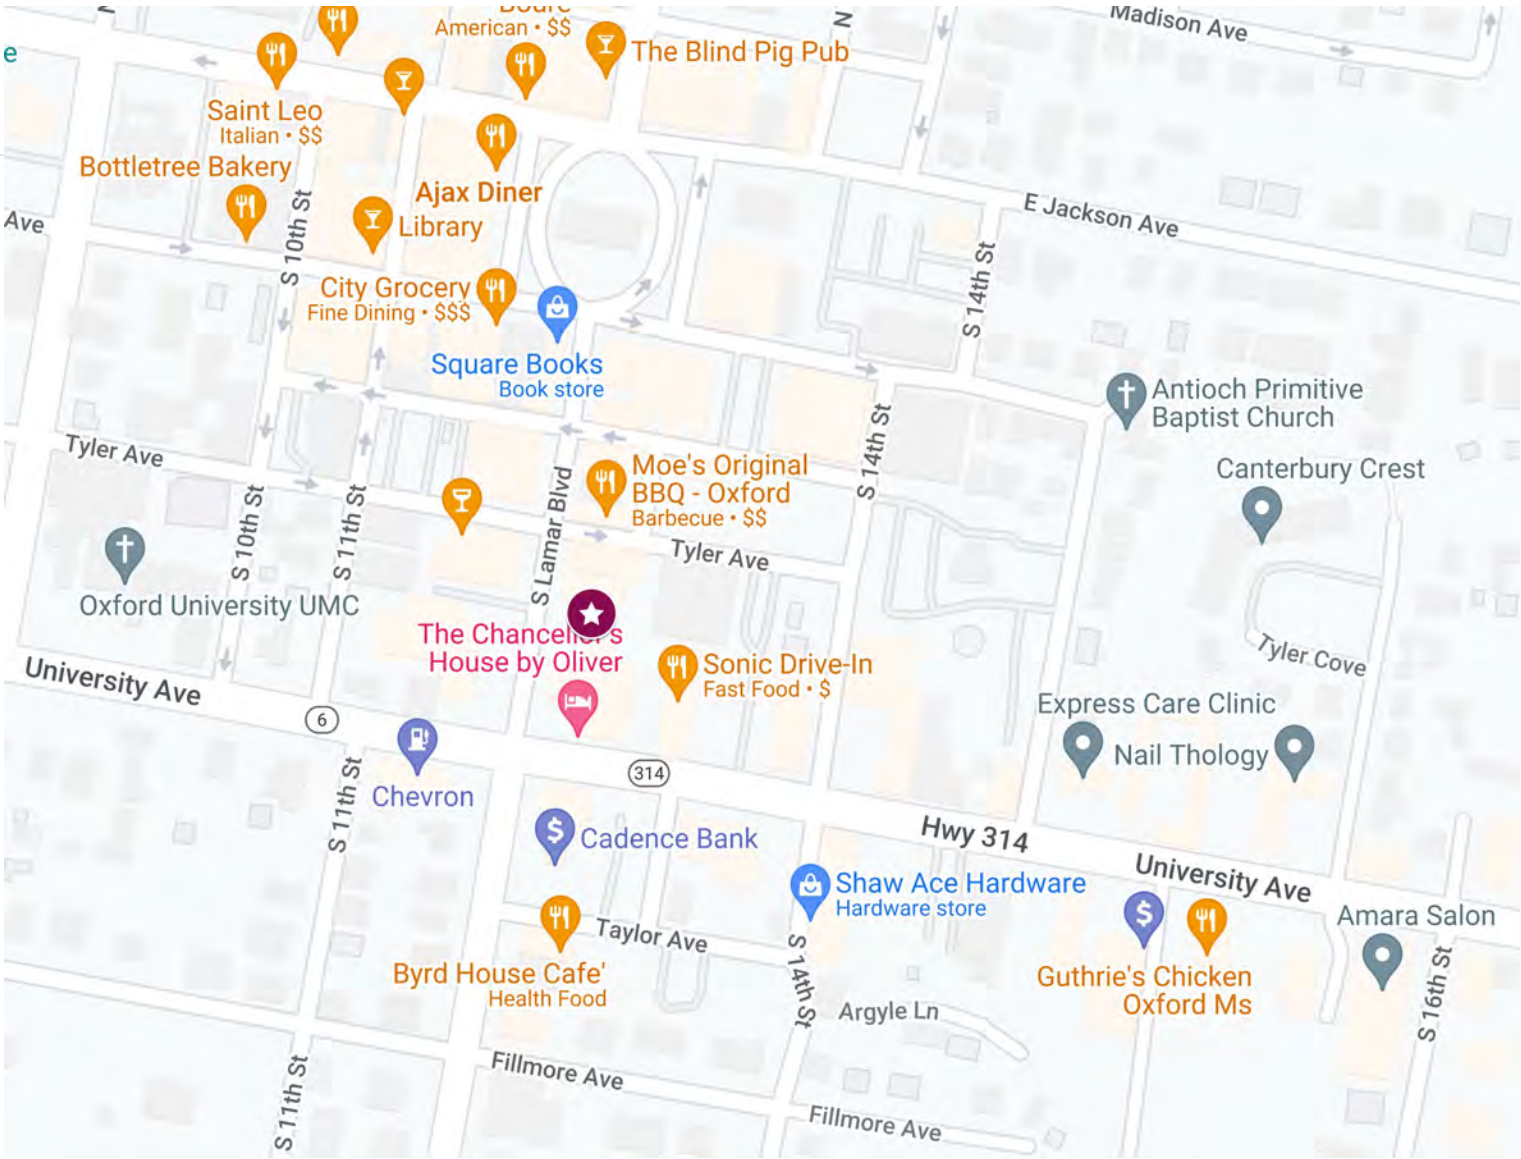 Madison Ave
N
American • $$
The Blind Pig Pub
e
Saint Leo
Italian • $$
Bottletree Bakery
Ajax Diner
Library
Ave
S 10th St
E Jackson Ave
S 14th St
City Grocery
Fine Dining • $$$
Square Books
Book store
Antioch Primitive
Baptist Church
S 14th St
Tyler Ave
Moe's Original
BBQ - Oxford
Barbecue • $$
Canterbury Crest
S 10th St
S 11th St
S Lamar Blvd
Tyler Ave
Oxford University UMC
The Chancellor's
House by Oliver
Sonic Drive-In
Fast Food • $
Tyler Cove
University Ave
6
Express Care Clinic
Nail Thology
314
Chevron
S 11th St
Cadence Bank
Hwy 314
University Ave
Shaw Ace Hardware
Hardware store
Amara Salon
Taylor Ave
Byrd House Cafe'
Health Food
S 14th St
Guthrie's Chicken
Oxford Ms
Argyle Ln
S 16th St
Fillmore Ave
S 11th St
Fillmore Ave